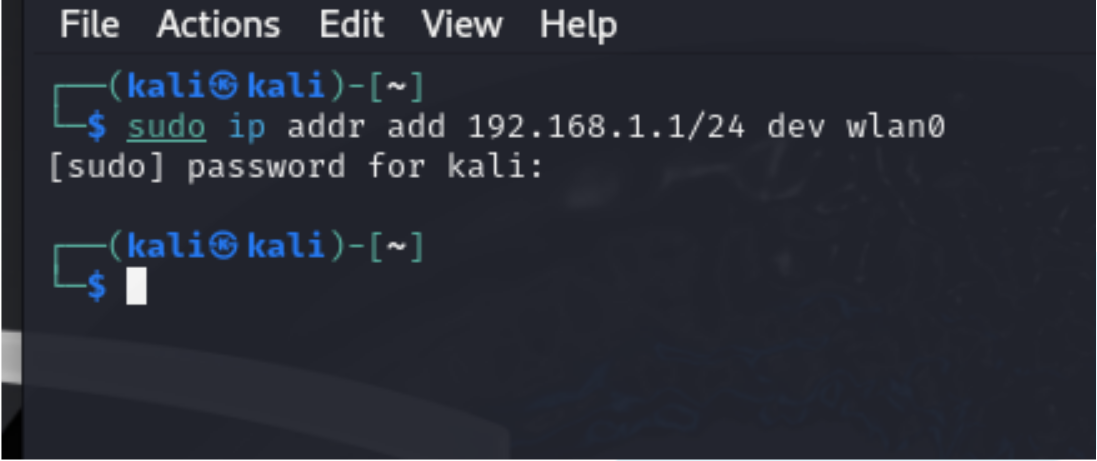 File Actions Edit View Help
┌──(kali㉿kali)-[~]
└─$ sudo ip addr add 192.168.1.1/24 dev wlan0
[sudo] password for kali:
┌──(kali㉿kali)-[~]
└─$